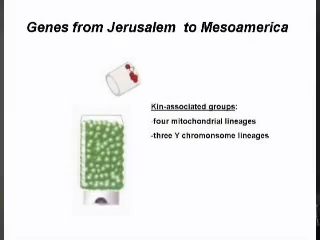 Genes from Jerusalem to Mesoamerica
Kin-associated groups:
-four mitochondrial lineages
-three Y chromonsome lineages